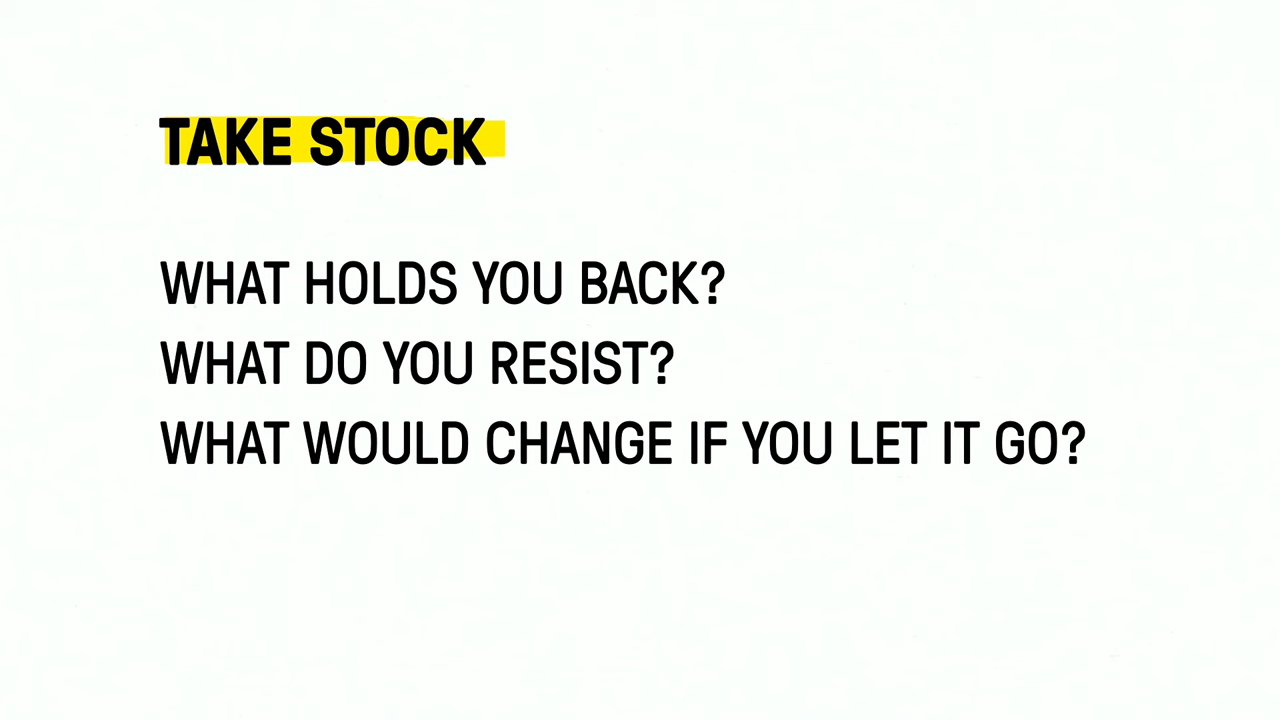 TAKE STOCK
WHAT HOLDS YOU BACK?
WHAT DO YOU RESIST?
WHAT WOULD CHANGE IF YOU LET IT GO?